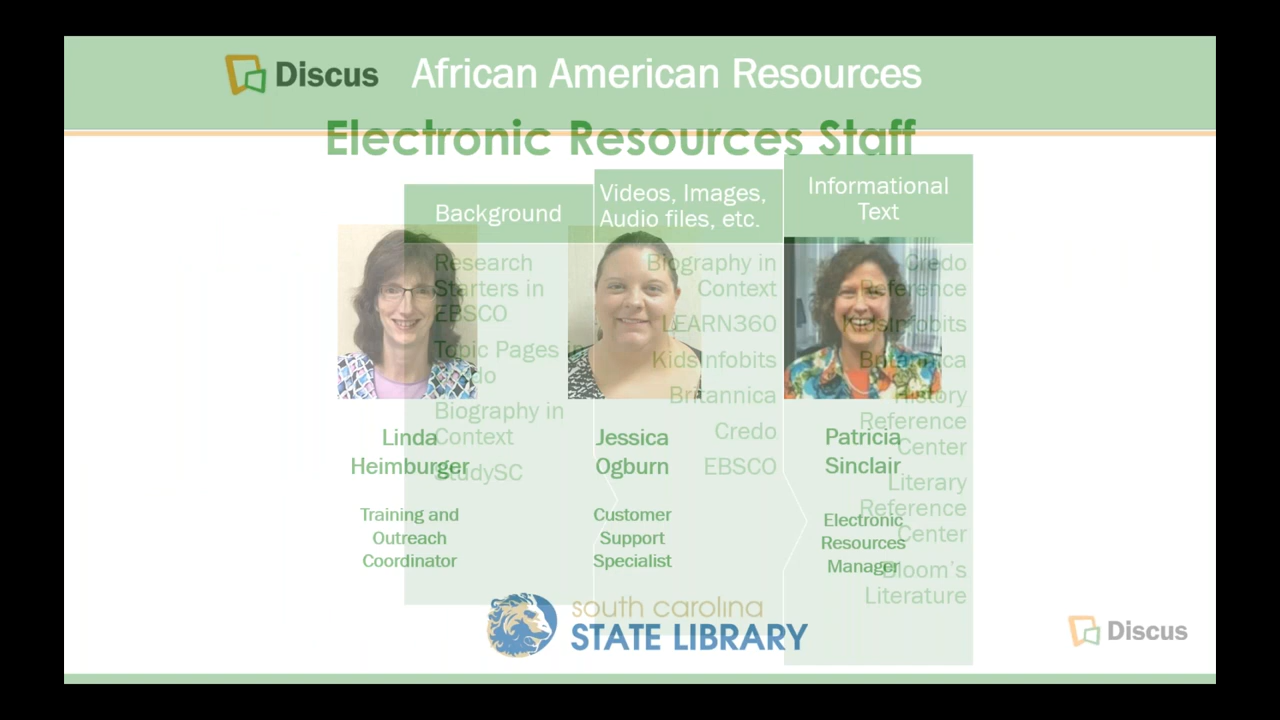 Discus African American Resources
Electronic Resources Staff
Background
Research
Starters in
EBSCO
Topic Pages in
Credo
Biography in
Context
StudySC
Videos, Images,
Audio files, etc.
Biography in
Context
LEARN360
Kidsinfobits
Britannica
Credo
EBSCO
Informational
Text
Credo
Reference
Kidsinfobits
Britannica
History
Reference
Center
Literary
Reference
Center
Bloom's
Literature
Linda
Heimburger
Training and
Outreach
Coordinator
Jessica
Ogburn
Customer
Support
Specialist
Patricia
Sinclair
Electronic
Resources
Manager
south carolina
STATE LIBRARY
Discus